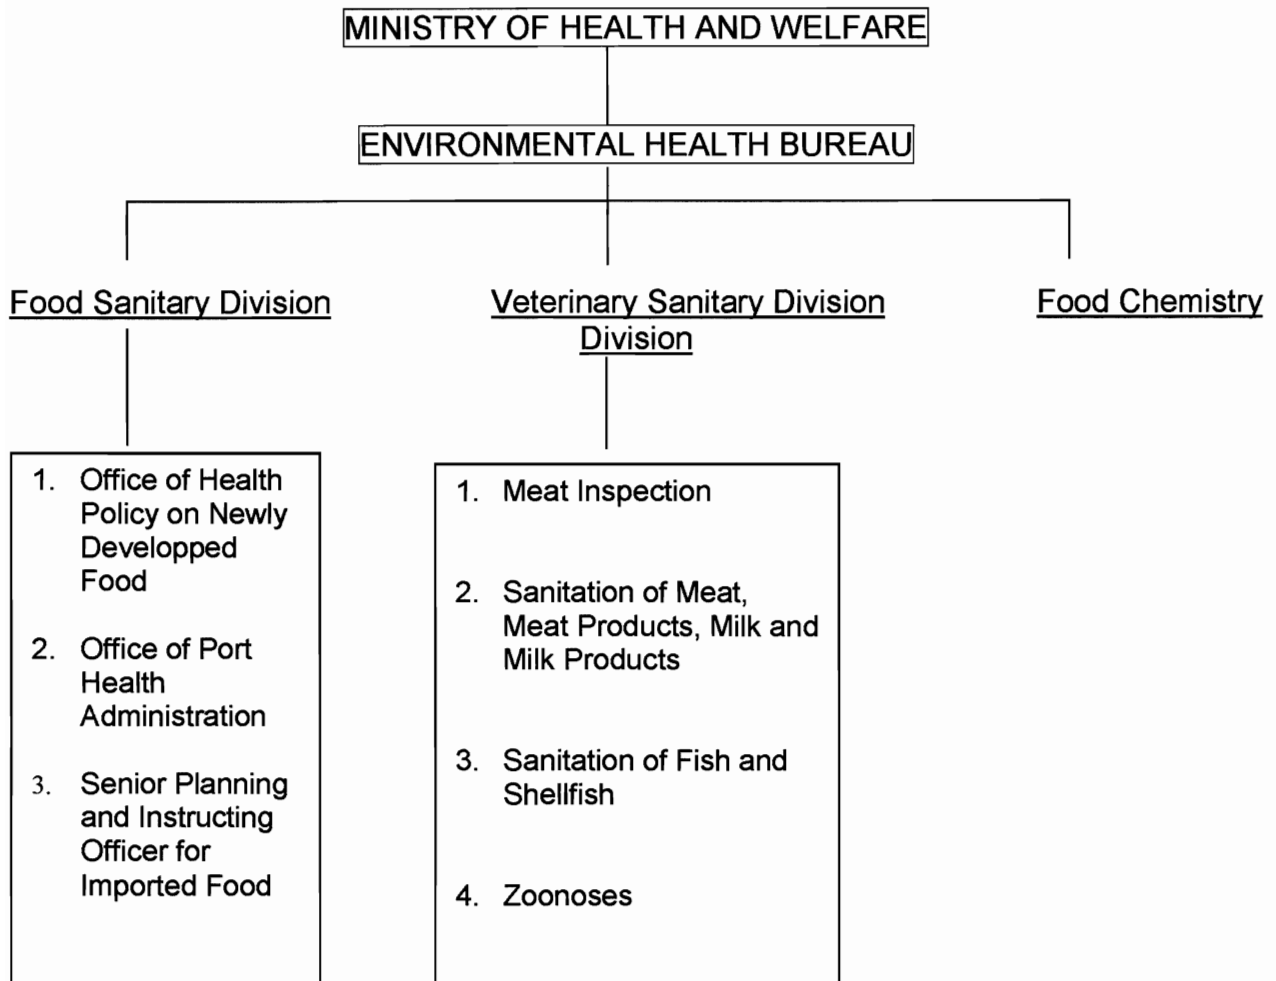 MINISTRY OF HEALTH AND WELFARE
ENVIRONMENTAL HEALTH BUREAU
Food Sanitary Division
Veterinary Sanitary Division
Division
Food Chemistry
1. Office of Health
Policy on Newly
Developped
Food
2. Office of Port
Health
Administration
3. Senior Planning
and Instructing
Officer for
Imported Food
1. Meat Inspection
2. Sanitation of Meat,
Meat Products, Milk and
Milk Products
3. Sanitation of Fish and
Shellfish
4. Zoonoses